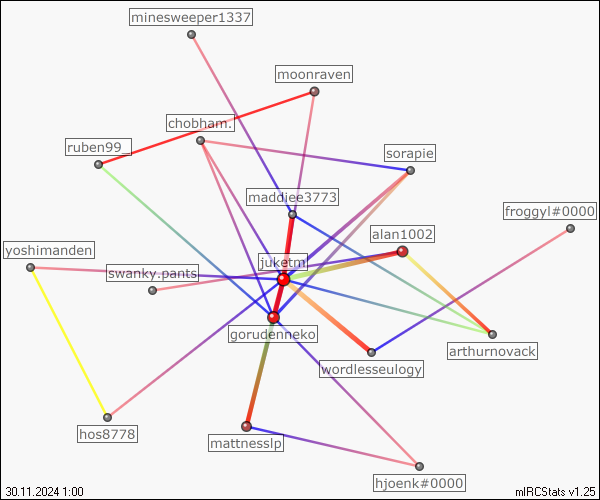 minesweeper1337
moonraven
chobham.
ruben99_
sorapie
maddiee3773
froggyl#0000
alan1002
yoshimanden
juketni
swanky.pants
gorudenneko
arthurnovack
wordlesseulogy
hos8778
mattnesslp
hjoenk#0000
30.11.2024 1:00
mIRCStats v1.25